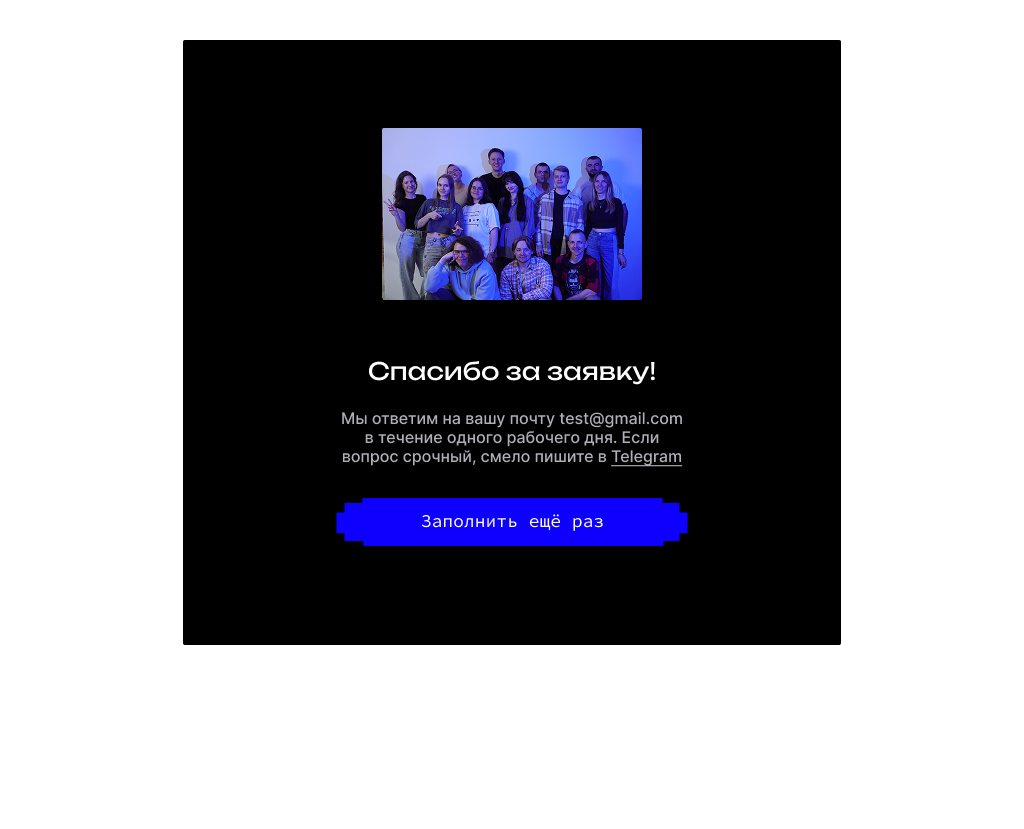 Спасибо за заявку!
Мы ответим на вашу почту test@gmail.com
в течение одного рабочего дня. Если
вопрос срочный, смело пишите в Telegram
Заполнить ещё раз